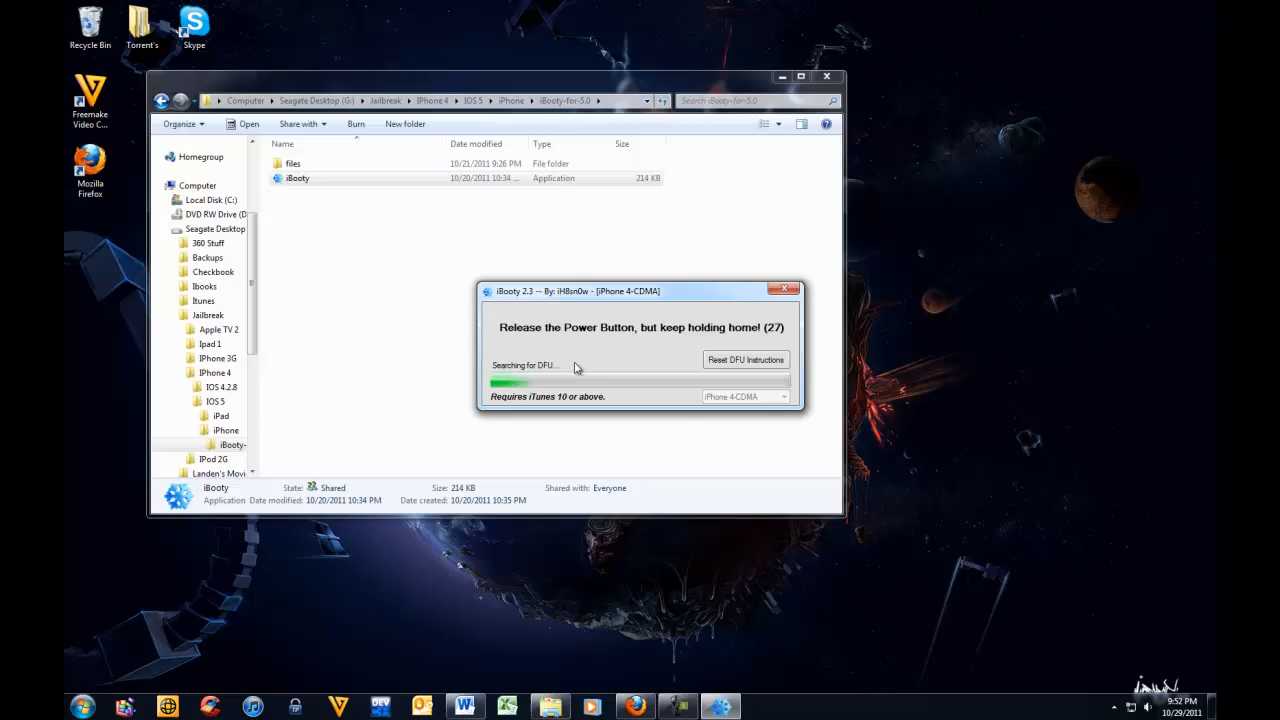 Recycle Bin
Torrent's
Skype
Freemake
Video C...
Mozilla
Firefox
Computer
Seagate Desktop (G:)
Jailbreak
IPhone 4
IOS 5
iPhone
iBooty-for-5.0
Search iBooty-for-5.0
Organize
Open
Share with
Burn
New folder
Name
Date modified
Type
Size
files
10/21/2011 9:26 PM
File folder
iBooty
10/20/2011 10:34 ...
Application
214 KB
Homegroup
Computer
Local Disk (C:)
DVD RW Drive (D
Seagate Desktop
360 Stuff
Backups
Checkbook
Ibooks
Itunes
Jailbreak
Apple TV 2
Ipad 1
IPhone 3G
IPhone 4
IOS 4.2.8
IOS 5
iPad
iPhone
iBooty-
IPod 2G
Landen's Movi
iBooty 2.3 -- By: iH8sn0w - [iPhone 4-CDMA]
Release the Power Button, but keep holding home! (27)
Searching for DFU...
Reset DFU Instructions
Requires iTunes 10 or above.
iPhone 4-CDMA
iBooty
State:
Shared
Size: 214 KB
Shared with: Everyone
Application
Date modified: 10/20/2011 10:34 PM
Date created: 10/20/2011 10:35 PM
DEV
9:52 PM
10/29/2011